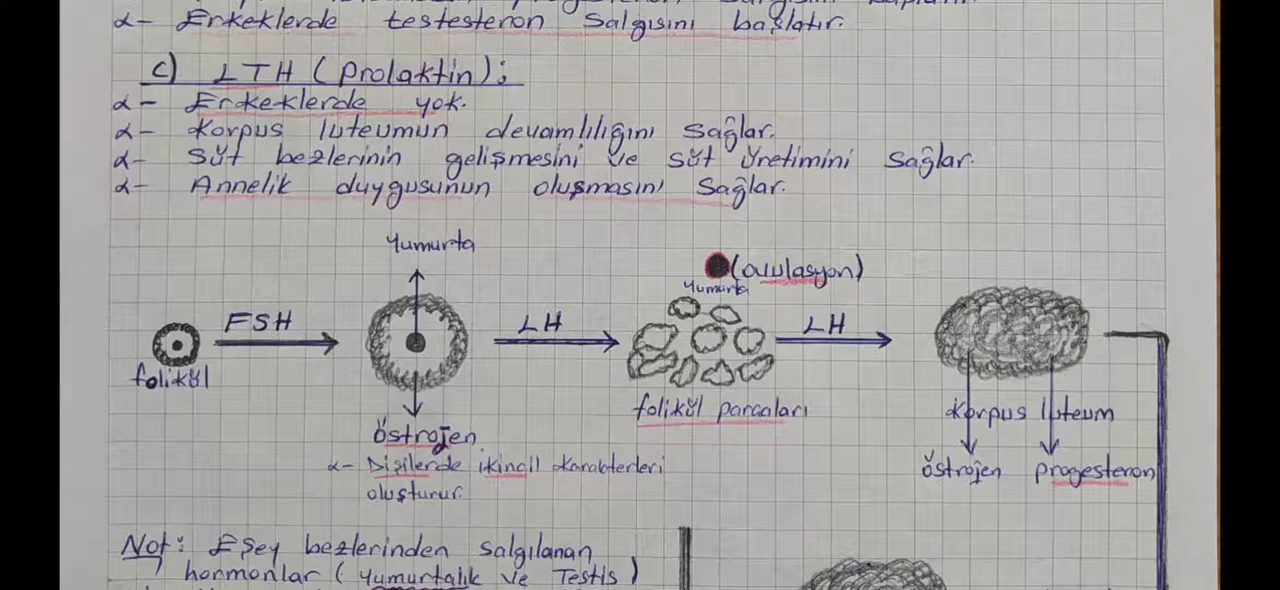 α- Erkeklerde testesteron salgısını başlatır.
c) LTH (prolaktin):
α- Erkeklerde yok.
α- Korpus luteumun devamlılığını sağlar.
α- Süt bezlerinin gelişmesini ve süt üretimini sağlar.
α- Annelik duygusunun oluşmasını sağlar.
Yumurta
(ovulasyon)
Yumurta
FSH
LH
LH
folikül
folikül parçaları
Korpus luteum
östrojen
östrojen
progesteron
α- Dişilerde ikincil karakterleri
oluşturur.
Not: Eşey bezlerinden salgılanan
hormonlar (yumurtalık ve Testis)